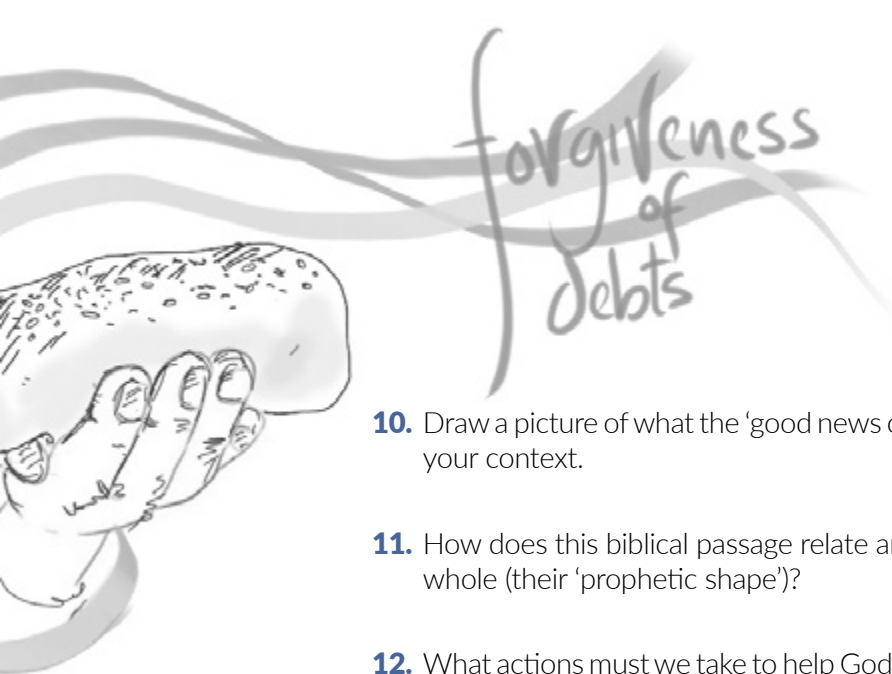 forgiveness
of
debts
10. Draw a picture of what the ‘good news
your context.
11. How does this biblical passage relate
whole (their ‘prophetic shape’)?
12. What actions must we take to help God